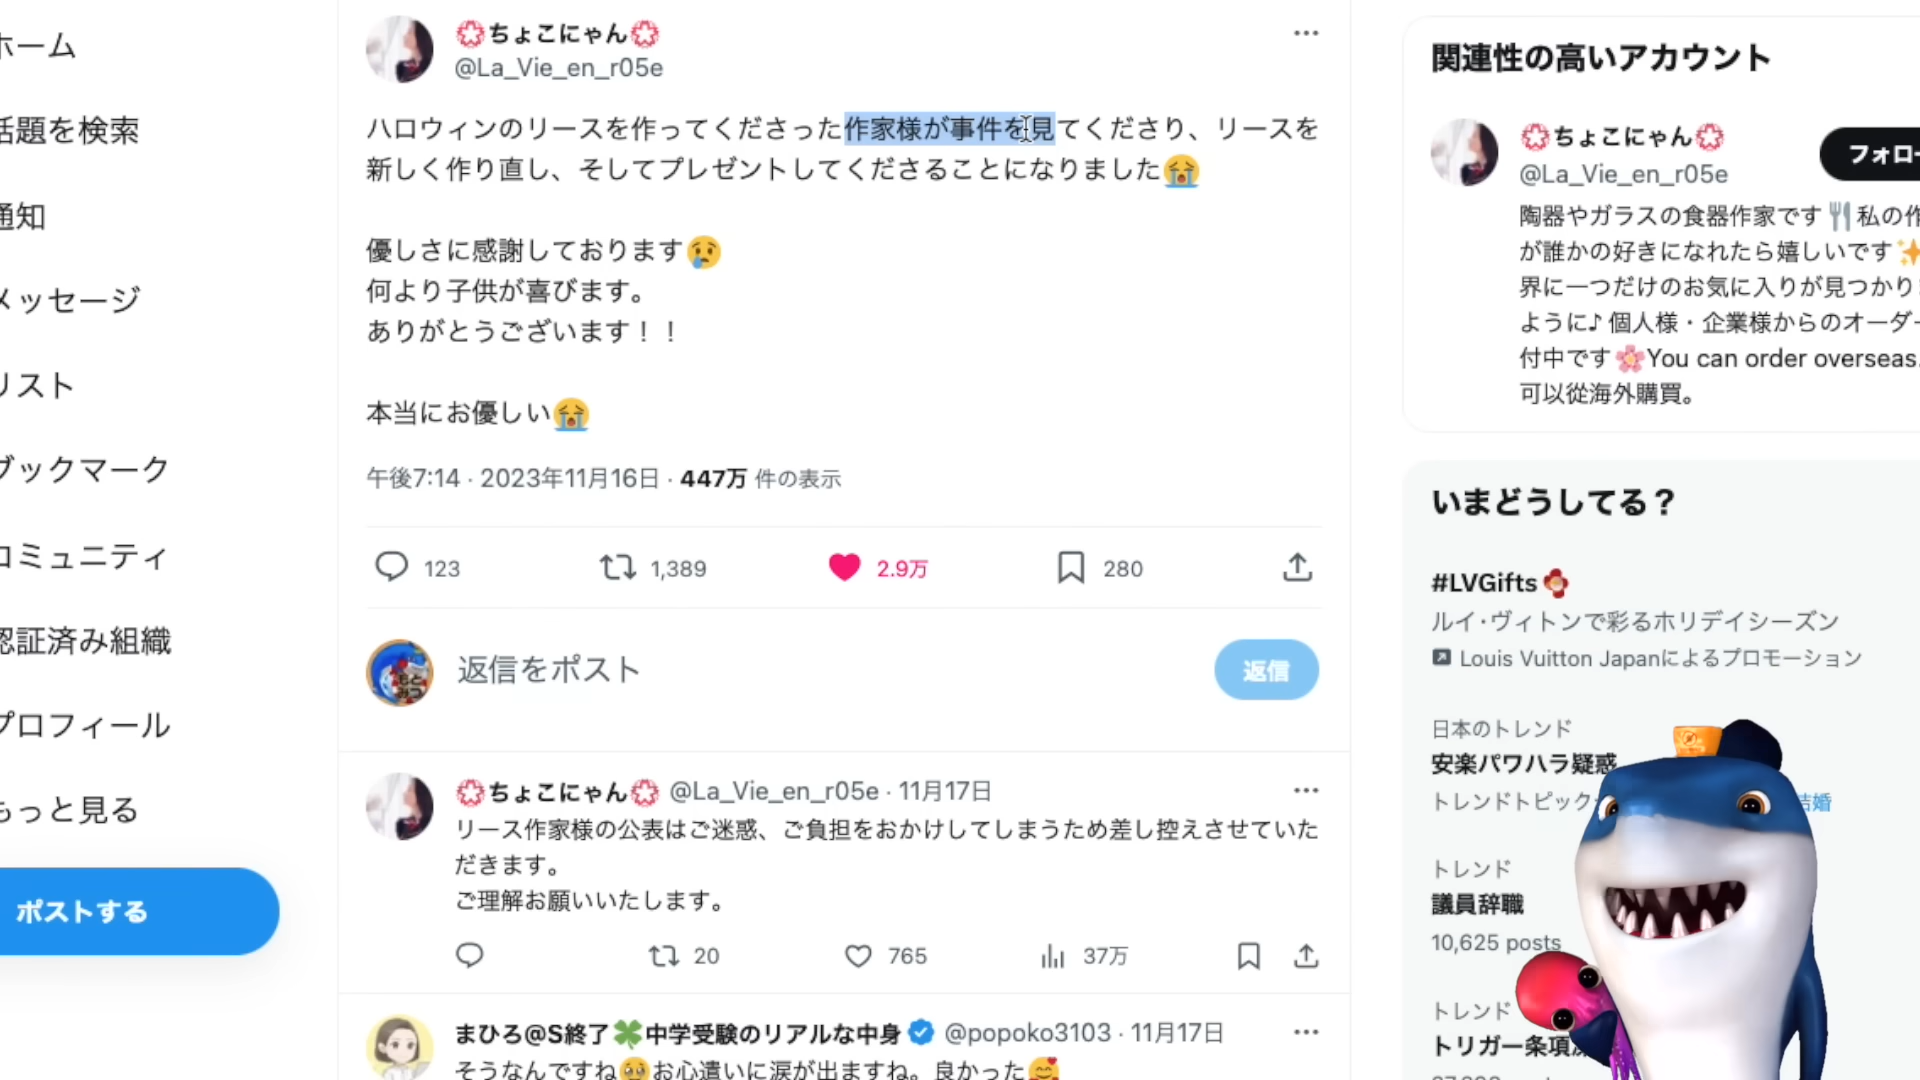 ホーム
話題を検索
通知
メッセージ
リスト
ブックマーク
コミュニティ
認証済み組織
プロフィール
もっと見る
ポストする
💮ちょこにゃん💮
@La_Vie_en_r05e
ハロウィンのリースを作ってくださった作家様が事件を見てくださり、リースを
新しく作り直し、そしてプレゼントしてくださることになりました😭
優しさに感謝しております😢
何より子供が喜びます。
ありがとうございます！！
本当にお優しい😭
午後7:14 · 2023年11月16日 · 447万 件の表示
123 1,389 2.9万 280
返信をポスト
返信
💮ちょこにゃん💮 @La_Vie_en_r05e · 11月17日
リース作家様の公表はご迷惑、ご負担をおかけしてしまうため差し控えさせていた
だきます。
ご理解お願いいたします。
20 765 37万
まひろ@S終了🍀中学受験のリアルな中身 @popoko3103 · 11月17日
そうなんですね🥹お心遣いに涙が出ますね。良かった🥰
関連性の高いアカウント
💮ちょこにゃん💮
@La_Vie_en_r05e
フォロー
陶器やガラスの食器作家です🍴私の作
が誰かの好きになれたら嬉しいです✨
界に一つだけのお気に入りが見つかり
ように♪ 個人様・企業様からのオーダー
付中です🌸You can order overseas.
可以從海外購買。
いまどうしてる？
#LVGifts
ルイ·ヴィトンで彩るホリデイシーズン
Louis Vuitton Japanによるプロモーション
日本のトレンド
安楽パワハラ疑惑
トレンドトピック 結婚
トレンド
議員辞職
10,625 posts
トレンド
トリガー条項